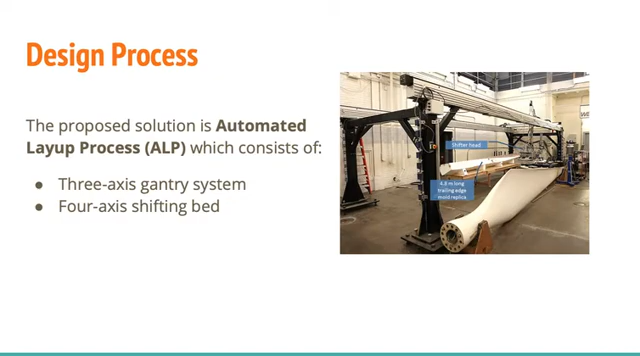 Design Process
The proposed solution is Automated
Layup Process (ALP) which consists of:
● Three-axis gantry system
● Four-axis shifting bed
Shifter head
4.8 m long
trailing edge
mold replica